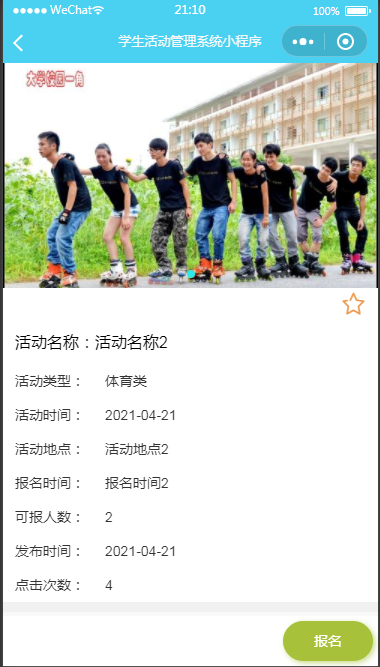 WeChat 21:10 100%
学生活动管理系统小程序
大学校园一角
活动名称：活动名称2
活动类型： 体育类
活动时间： 2021-04-21
活动地点： 活动地点2
报名时间： 报名时间2
可报人数： 2
发布时间： 2021-04-21
点击次数： 4
报名